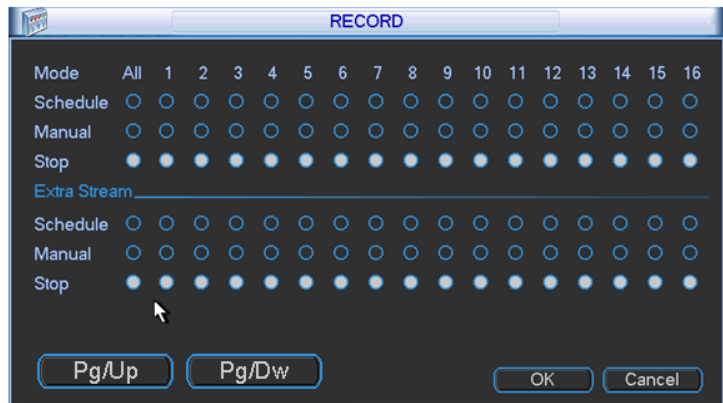 RECORD
Mode All 1 2 3 4 5 6 7 8 9 10 11 12 13 14 15 16
Schedule
Manual
Stop
Extra Stream
Schedule
Manual
Stop
Pg/Up Pg/Dw OK Cancel